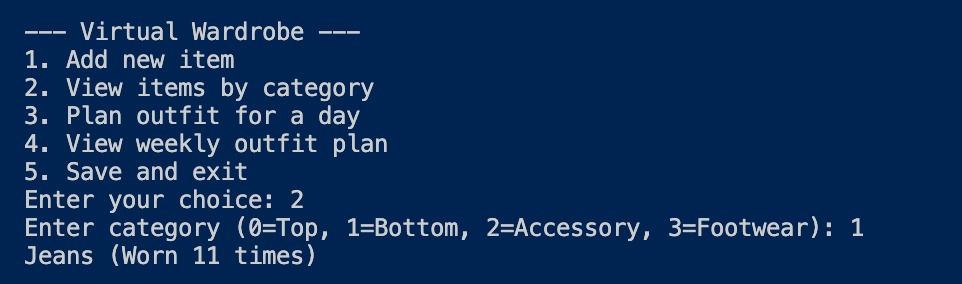 --- Virtual Wardrobe ---
1. Add new item
2. View items by category
3. Plan outfit for a day
4. View weekly outfit plan
5. Save and exit
Enter your choice: 2
Enter category (0=Top, 1=Bottom, 2=Accessory, 3=Footwear): 1
Jeans (Worn 11 times)